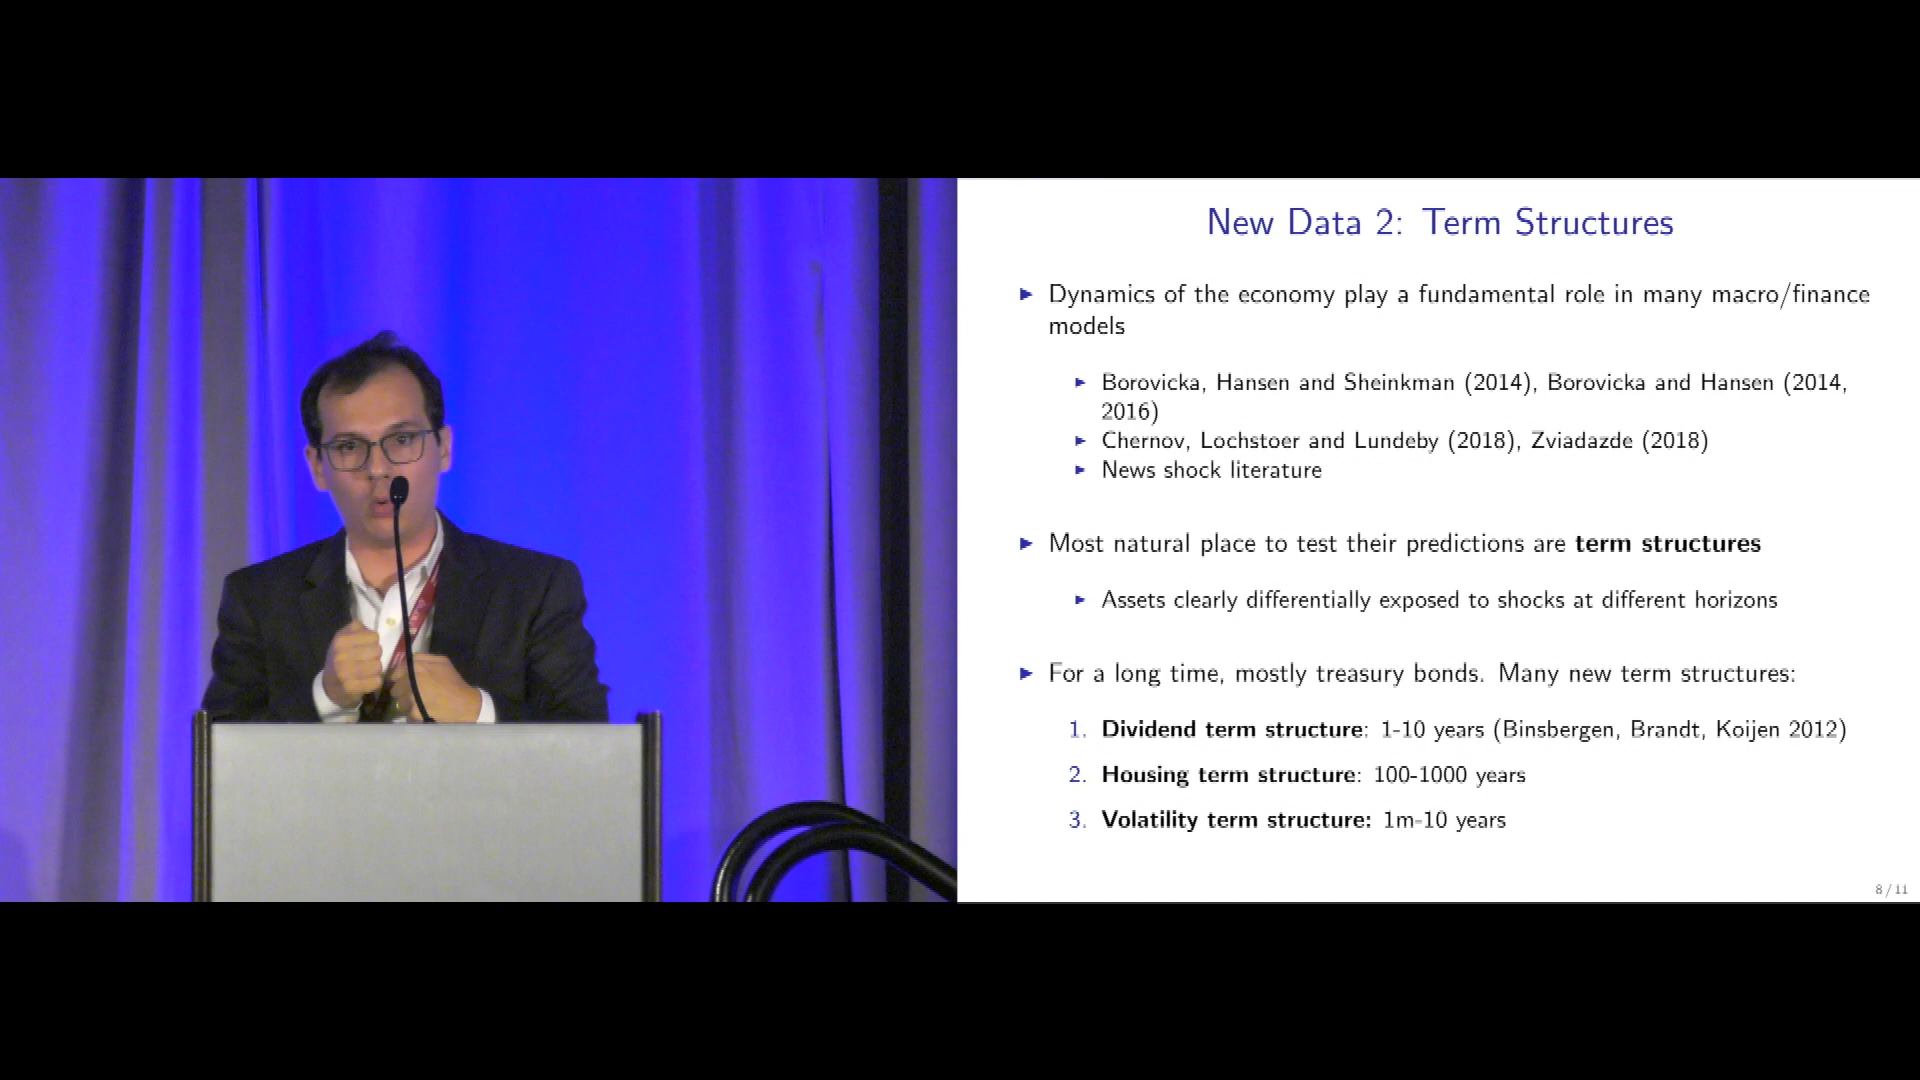 New Data 2: Term Structures
Dynamics of the economy play a fundamental role in many macro/finance
models
Borovicka, Hansen and Sheinkman (2014), Borovicka and Hansen (2014,
2016)
Chernov, Lochstoer and Lundeby (2018), Zviadazde (2018)
News shock literature
Most natural place to test their predictions are term structures
Assets clearly differentially exposed to shocks at different horizons
For a long time, mostly treasury bonds. Many new term structures:
1. Dividend term structure: 1-10 years (Binsbergen, Brandt, Koijen 2012)
2. Housing term structure: 100-1000 years
3. Volatility term structure: 1m-10 years
8 / 11